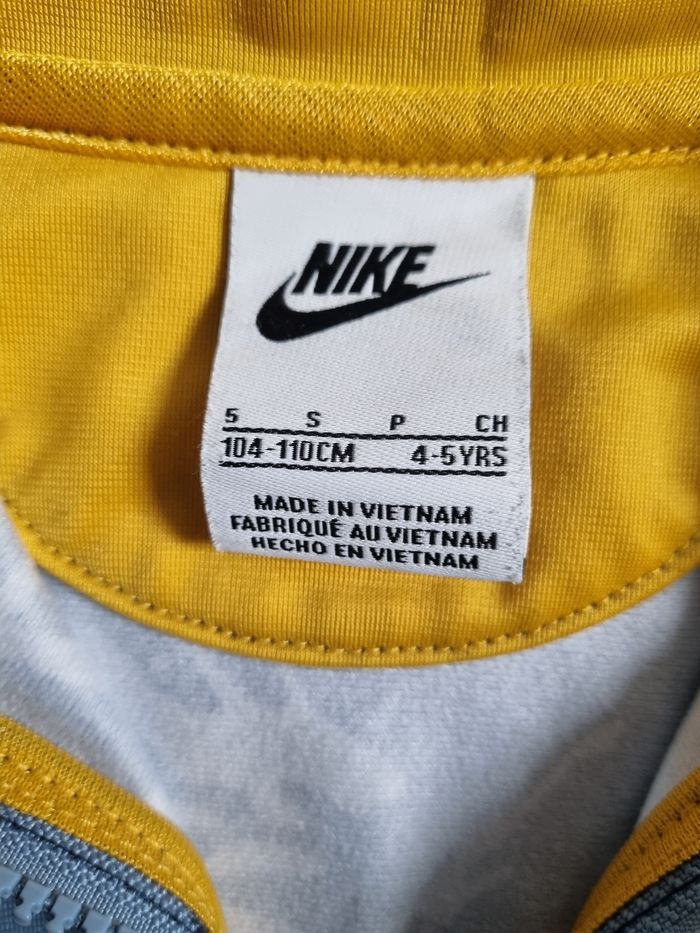 NIKE
5 S P CH
104-110CM 4-5YRS
MADE IN VIETNAM
FABRIQUÉ AU VIETNAM
HECHO EN VIETNAM